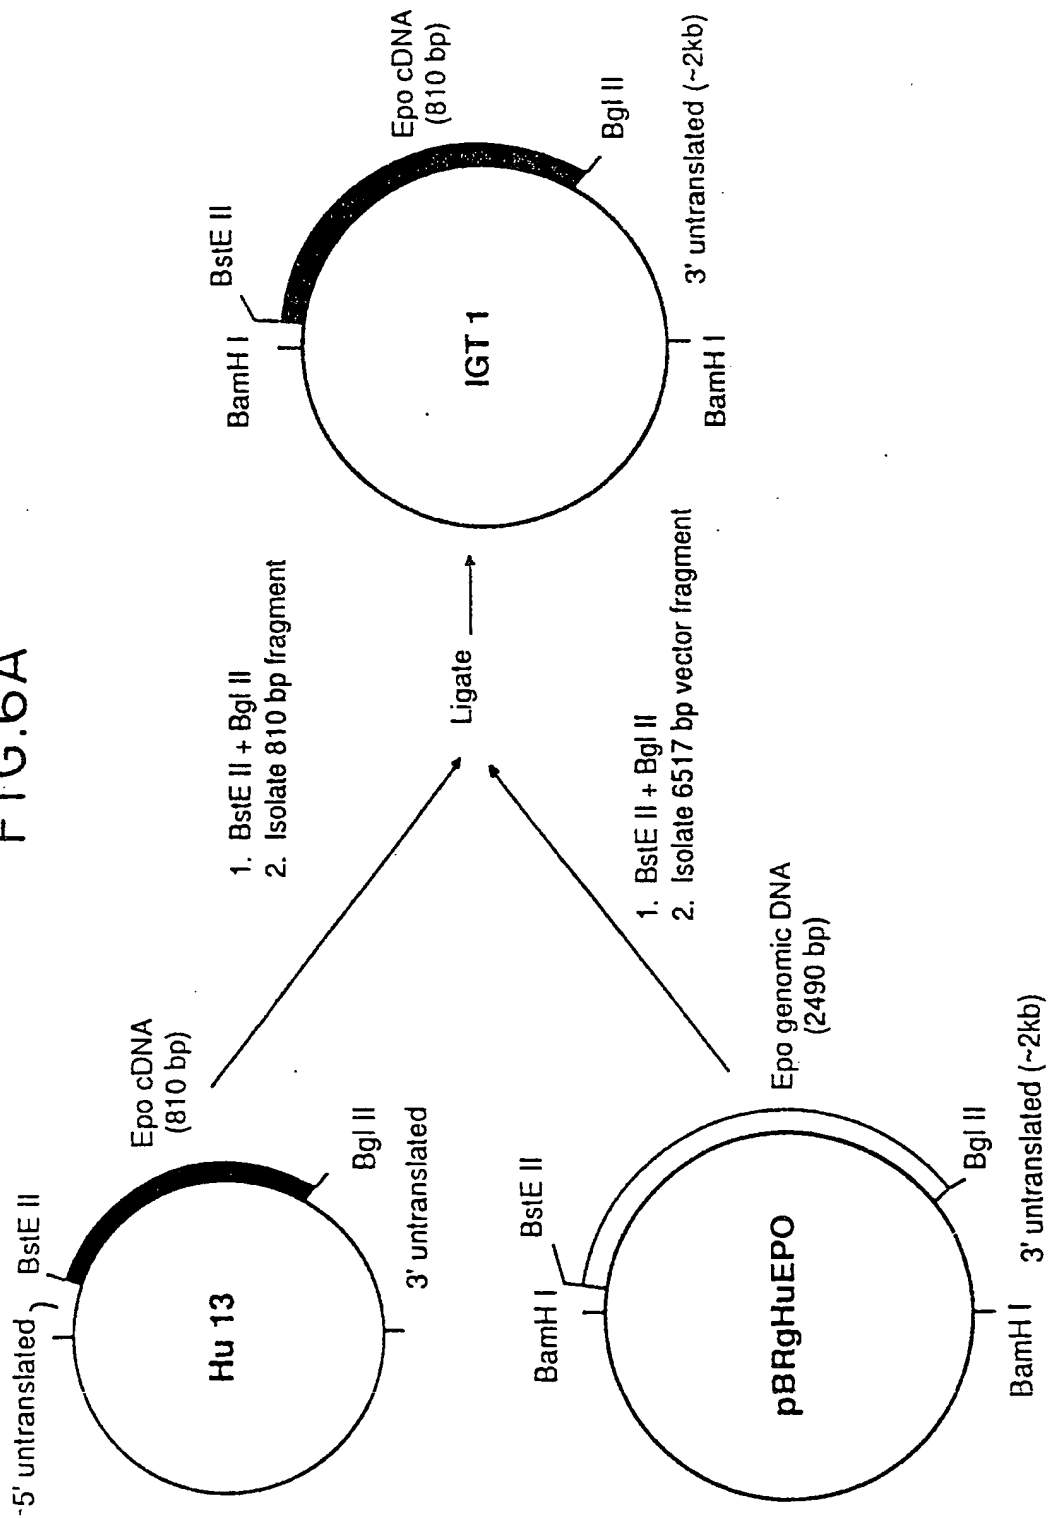 FIG.6A
5' untranslated
BstE II
Epo cDNA
(810 bp)
Hu 13
Bgl II
3' untranslated
1. BstE II + Bgl II
2. Isolate 810 bp fragment
BamH I
BstE II
Epo genomic DNA
(2490 bp)
pBRgHuEPO
Bgl II
3' untranslated (~2kb)
BamH I
1. BstE II + Bgl II
2. Isolate 6517 bp vector fragment
Ligate
BamH I
BstE II
Epo cDNA
(810 bp)
IGT 1
Bgl II
3' untranslated (~2kb)
BamH I